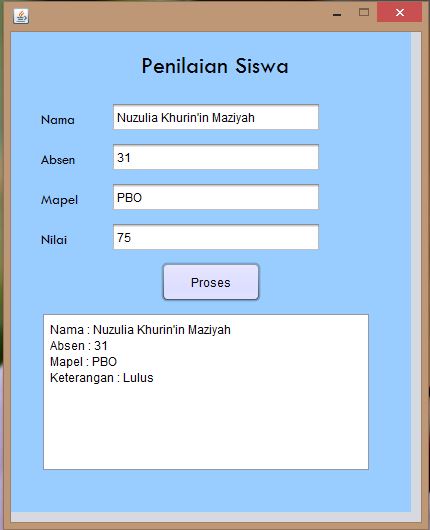 Penilaian Siswa
Nama Nuzulia Khurin'in Maziyah
Absen 31
Mapel PBO
Nilai 75
Proses
Nama : Nuzulia Khurin'in Maziyah
Absen : 31
Mapel : PBO
Keterangan : Lulus